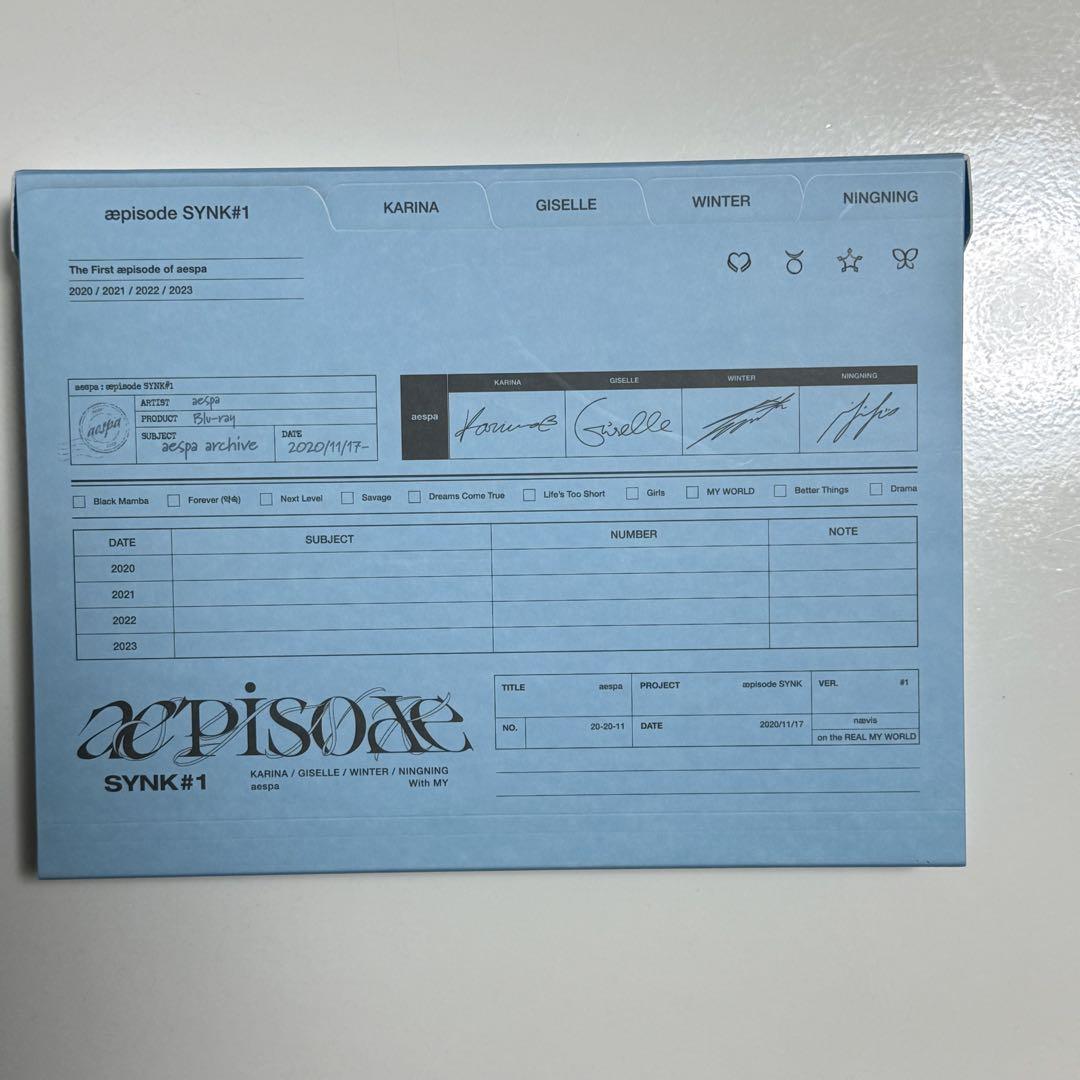 æpisode SYNK#1 KARINA GISELLE WINTER NINGNING
The First æpisode of aespa
2020 / 2021 / 2022 / 2023
aespa : æpisode SYNK#1
aespa
ARTIST aespa
PRODUCT Blu-ray
SUBJECT aespa archive
DATE 2020/11/17-
KARINA GISELLE WINTER NINGNING
aespa Karina Giselle
Black Mamba Forever (약속) Next Level Savage Dreams Come True Life's Too Short Girls MY WORLD Better Things Drama
DATE SUBJECT NUMBER NOTE
2020
2021
2022
2023
æpisode
SYNK#1
KARINA / GISELLE / WINTER / NINGNING
aespa With MY
TITLE aespa PROJECT æpisode SYNK VER. #1
NO. 20-20-11 DATE 2020/11/17 nævis
on the REAL MY WORLD